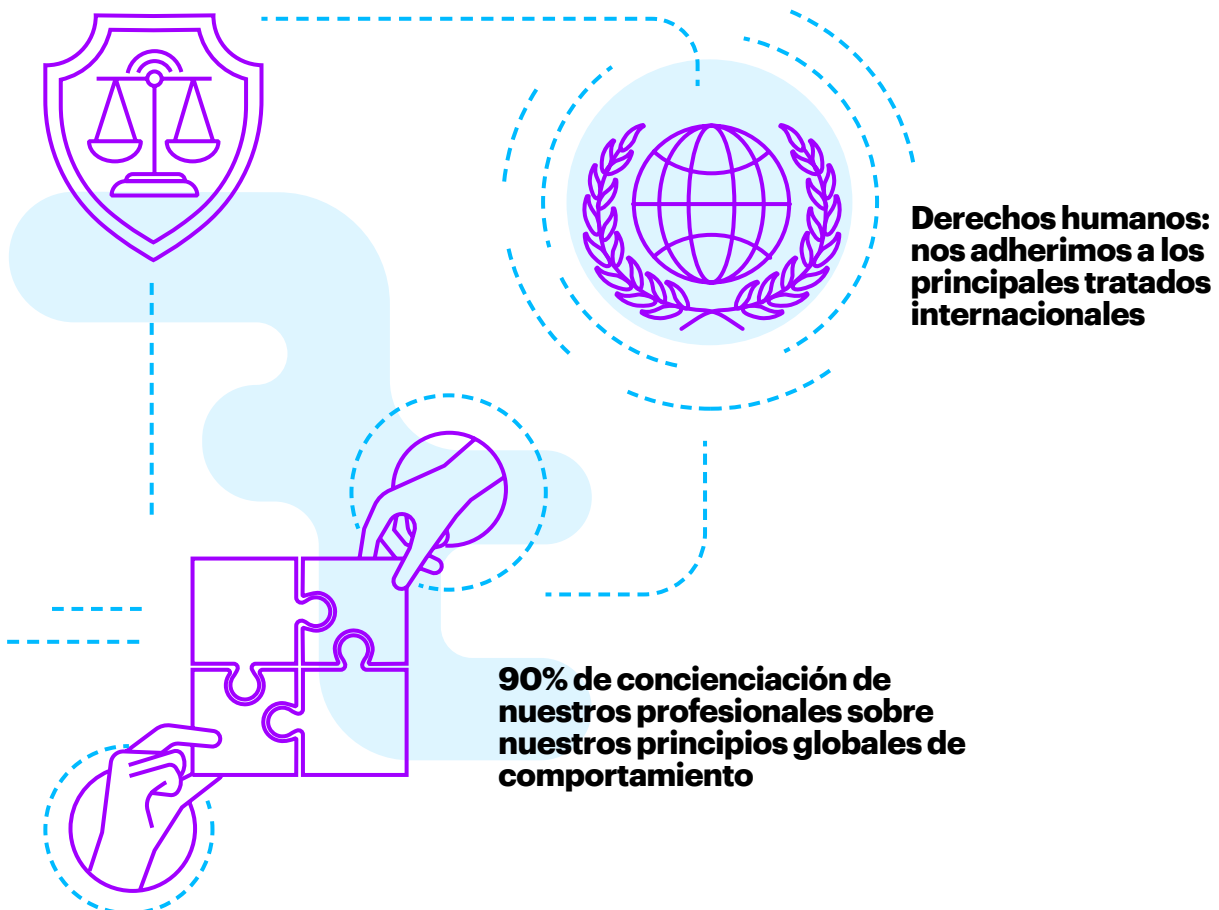 Derechos humanos:
nos adherimos a los
principales tratados
internacionales
90% de concienciación de
nuestros profesionales sobre
nuestros principios globales de
comportamiento